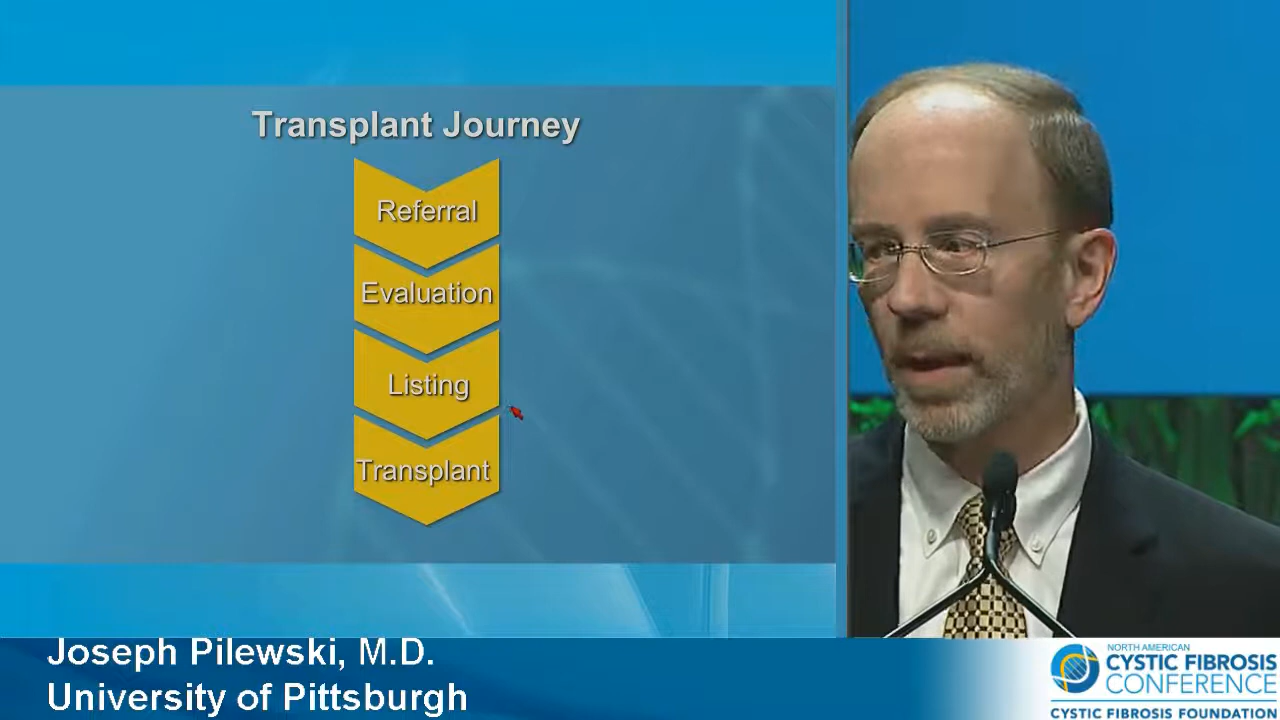 Transplant Journey
Referral
Evaluation
Listing
Transplant
Joseph Pilewski, M.D.
University of Pittsburgh
NORTH AMERICAN
CYSTIC FIBROSIS
CONFERENCE
CYSTIC FIBROSIS FOUNDATION